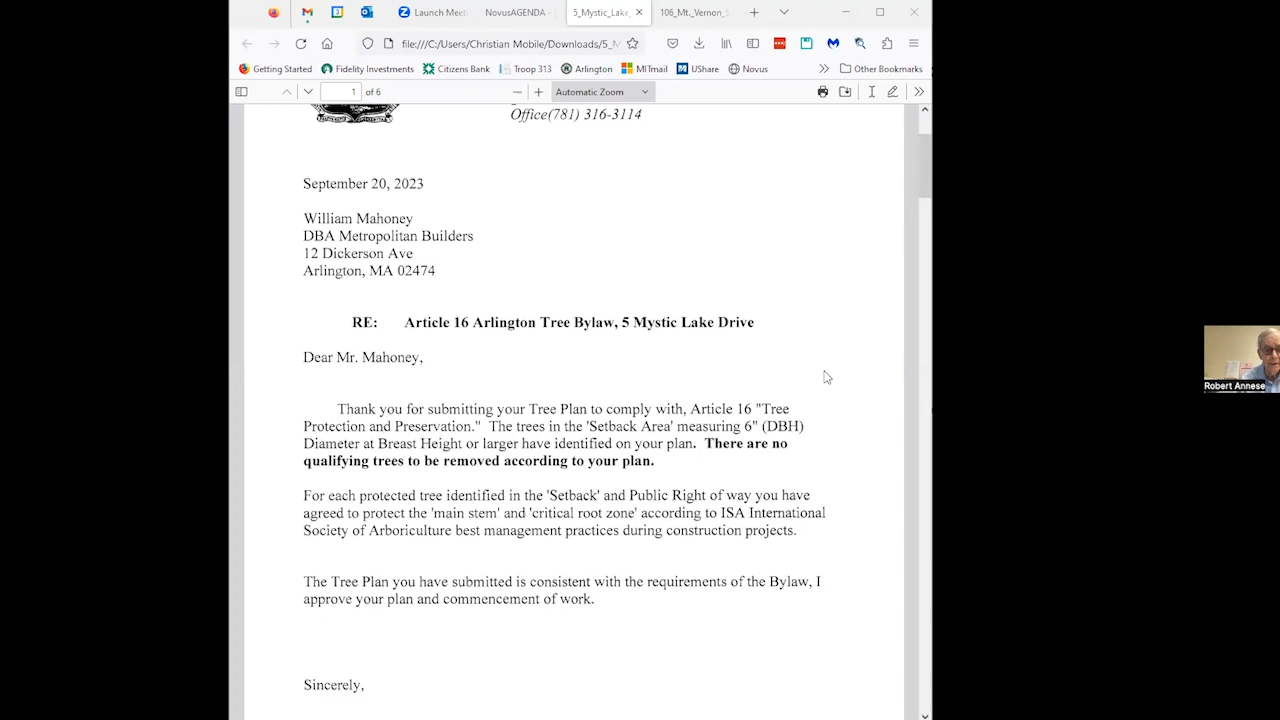 Launch Meet
NovusAGENDA -
5_Mystic_Lake_
106_Mt._Vernon_S
file:///C:/Users/Christian Mobile/Downloads/5_M
Getting Started
Fidelity Investments
Citizens Bank
Troop 313
Arlington
MITmail
UShare
Novus
Other Bookmarks
1 of 6
Automatic Zoom
Office(781) 316-3114
September 20, 2023
William Mahoney
DBA Metropolitan Builders
12 Dickerson Ave
Arlington, MA 02474
RE: Article 16 Arlington Tree Bylaw, 5 Mystic Lake Drive
Dear Mr. Mahoney,
Thank you for submitting your Tree Plan to comply with, Article 16 "Tree
Protection and Preservation." The trees in the 'Setback Area' measuring 6" (DBH)
Diameter at Breast Height or larger have identified on your plan. There are no
qualifying trees to be removed according to your plan.
For each protected tree identified in the 'Setback' and Public Right of way you have
agreed to protect the 'main stem' and 'critical root zone' according to ISA International
Society of Arboriculture best management practices during construction projects.
The Tree Plan you have submitted is consistent with the requirements of the Bylaw, I
approve your plan and commencement of work.
Sincerely,
Robert Annese